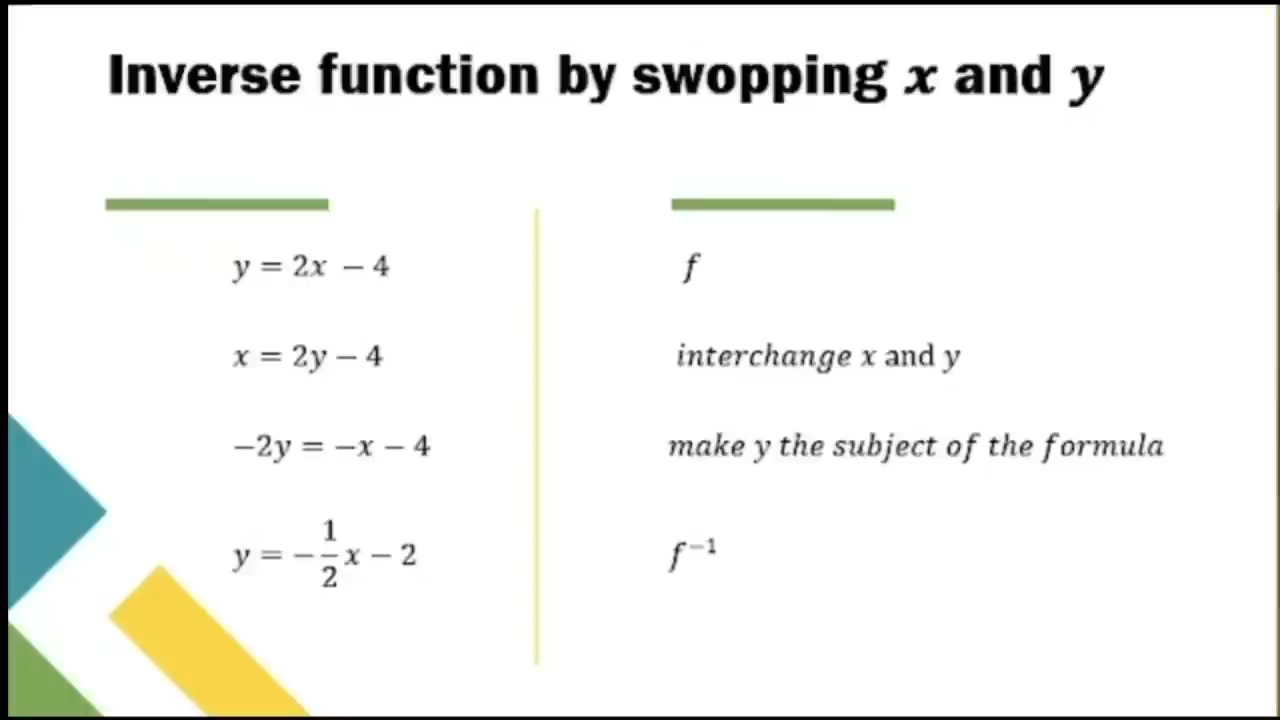 Inverse function by swopping x and y
y = 2x − 4
f
x = 2y − 4
interchange x and y
−2y = −x − 4
make y the subject of the formula
y = −1/2 x − 2
f⁻¹